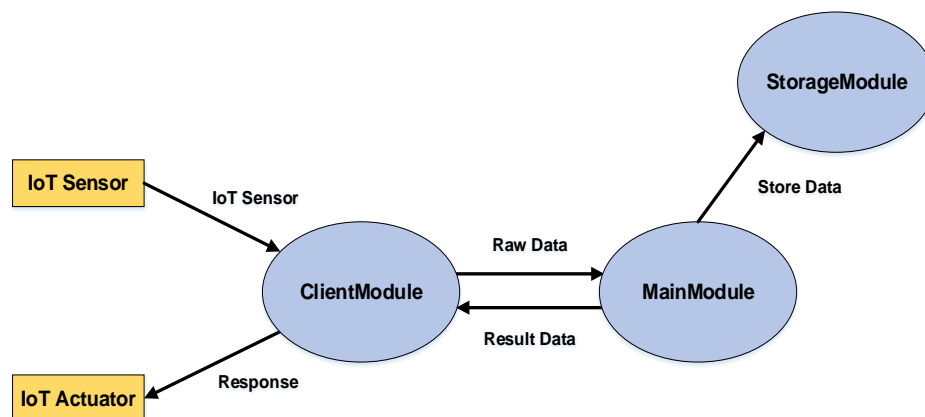 StorageModule
IoT Sensor
IoT Sensor
Store Data
Raw Data
ClientModule
MainModule
Result Data
Response
IoT Actuator